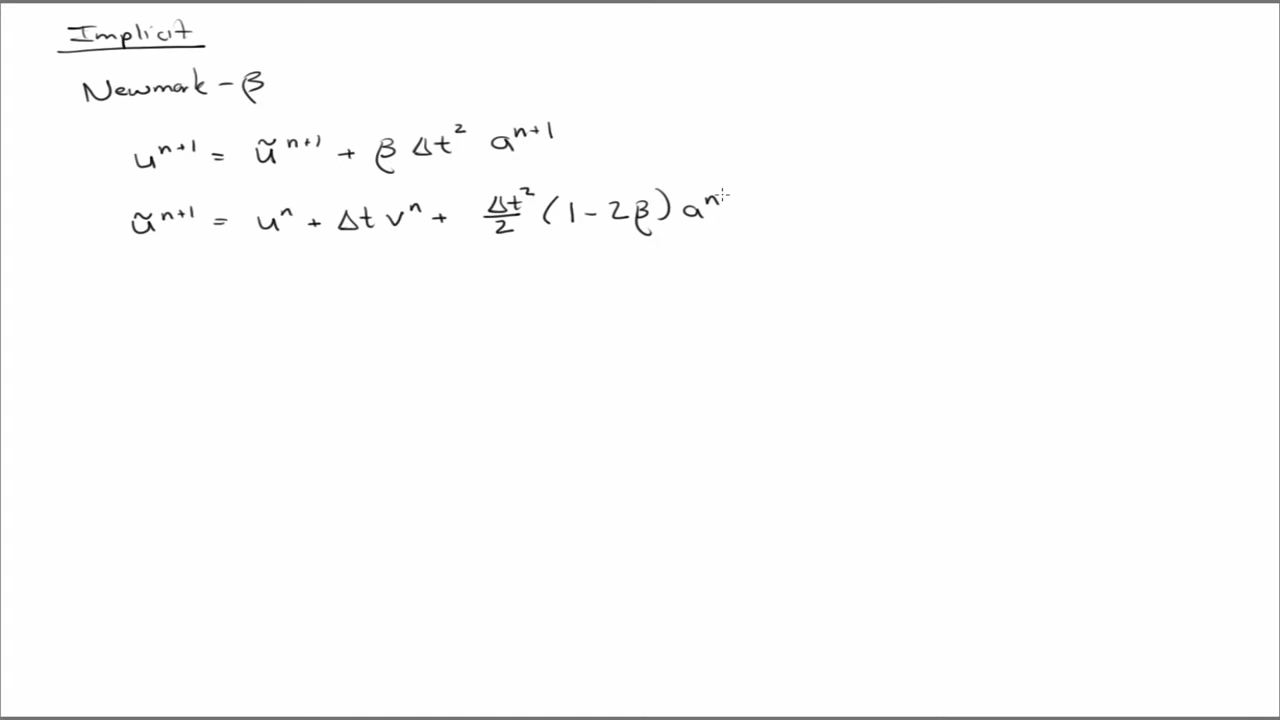 Implicit
Newmark - β
u^{n+1} = ũ^{n+1} + β Δt² a^{n+1}
ũ^{n+1} = u^n + Δt v^n + Δt²/2 (1 - 2β) a^n